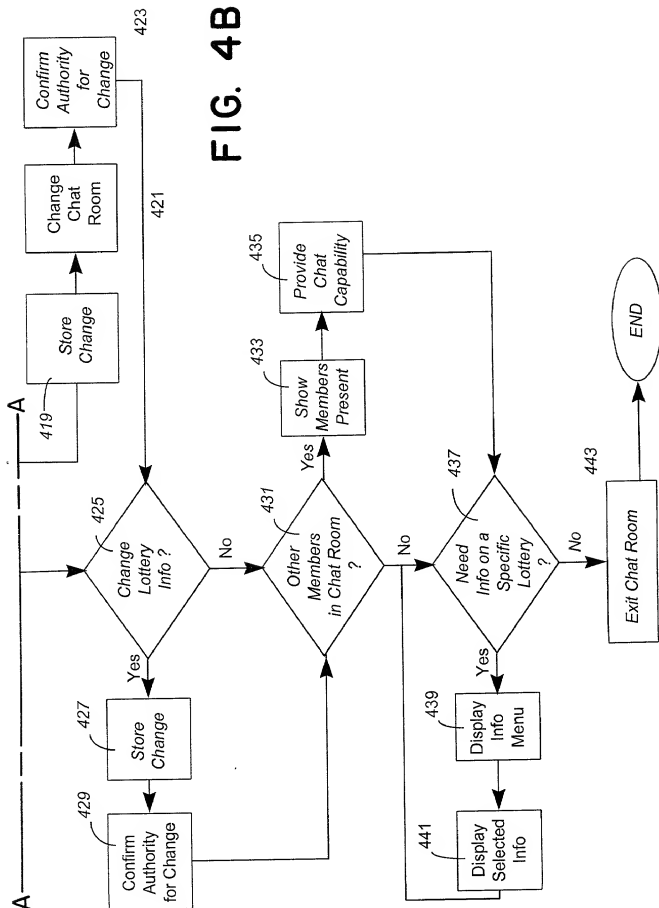 A
A
419
Store
Change
Change
Chat
Room
Confirm
Authority
for
Change
423
421
FIG. 4B
425
Change
Lottery
Info ?
Yes
No
427
Store
Change
429
Confirm
Authority
for Change
431
Other
Members
in Chat Room
?
Yes
No
433
Show
Members
Present
435
Provide
Chat
Capability
437
Need
Info on a
Specific
Lottery
?
Yes
No
439
Display
Info
Menu
441
Display
Selected
Info
443
Exit Chat Room
END